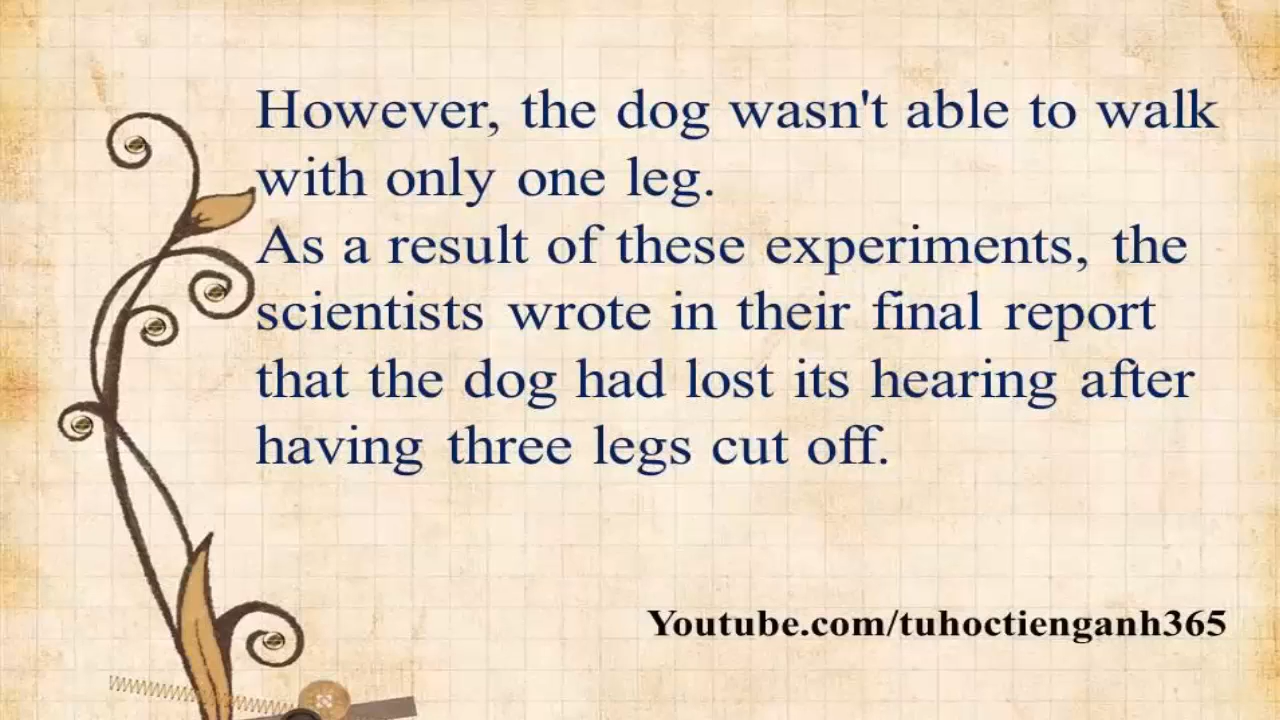 However, the dog wasn't able to walk
with only one leg.
As a result of these experiments, the
scientists wrote in their final report
that the dog had lost its hearing after
having three legs cut off.
Youtube.com/tuhoctienganh365